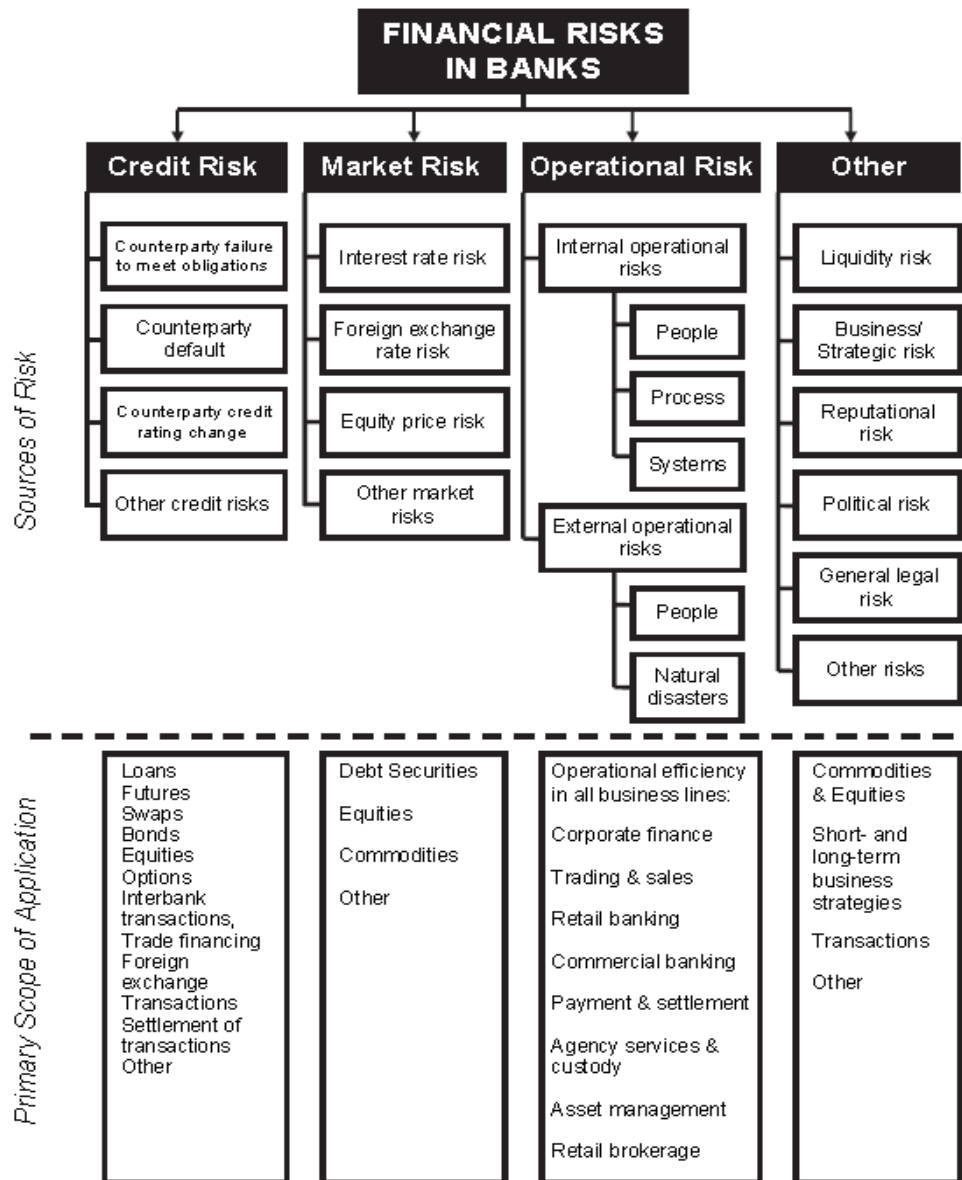 FINANCIAL RISKS
IN BANKS
Credit Risk
Market Risk
Operational Risk
Other
Sources of Risk
Counterparty failure
to meet obligations
Counterparty
default
Counterparty credit
rating change
Other credit risks
Interest rate risk
Foreign exchange
rate risk
Equity price risk
Other market
risks
Internal operational
risks
People
Process
Systems
External operational
risks
People
Natural
disasters
Liquidity risk
Business/
Strategic risk
Reputational
risk
Political risk
General legal
risk
Other risks
Primary Scope of Application
Loans
Futures
Swaps
Bonds
Equities
Options
Interbank
transactions,
Trade financing
Foreign
exchange
Transactions
Settlement of
transactions
Other
Debt Securities
Equities
Commodities
Other
Operational efficiency
in all business lines:
Corporate finance
Trading & sales
Retail banking
Commercial banking
Payment & settlement
Agency services &
custody
Asset management
Retail brokerage
Commodities
& Equities
Short- and
long-term
business
strategies
Transactions
Other